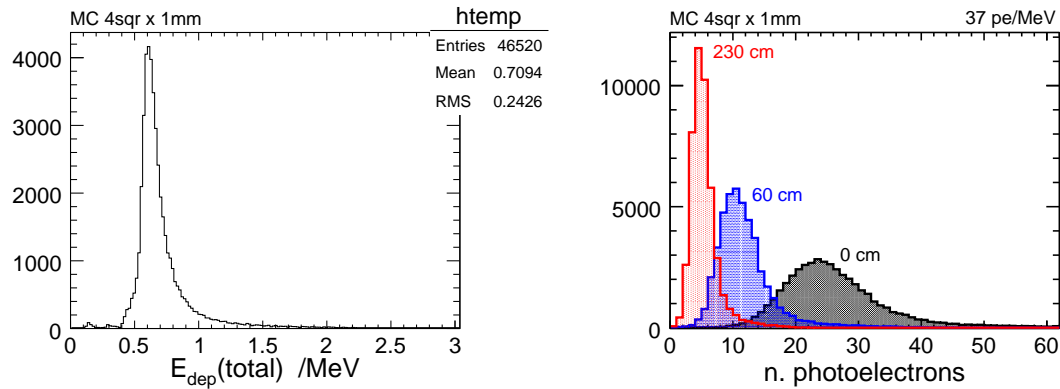 MC 4sqr x 1mm
htemp
Entries 46520
Mean 0.7094
RMS 0.2426
4000
3000
2000
1000
0
0 0.5 1 1.5 2 2.5 3
E_dep(total) /MeV
MC 4sqr x 1mm 37 pe/MeV
230 cm
60 cm
0 cm
10000
5000
0
0 10 20 30 40 50 60
n. photoelectrons